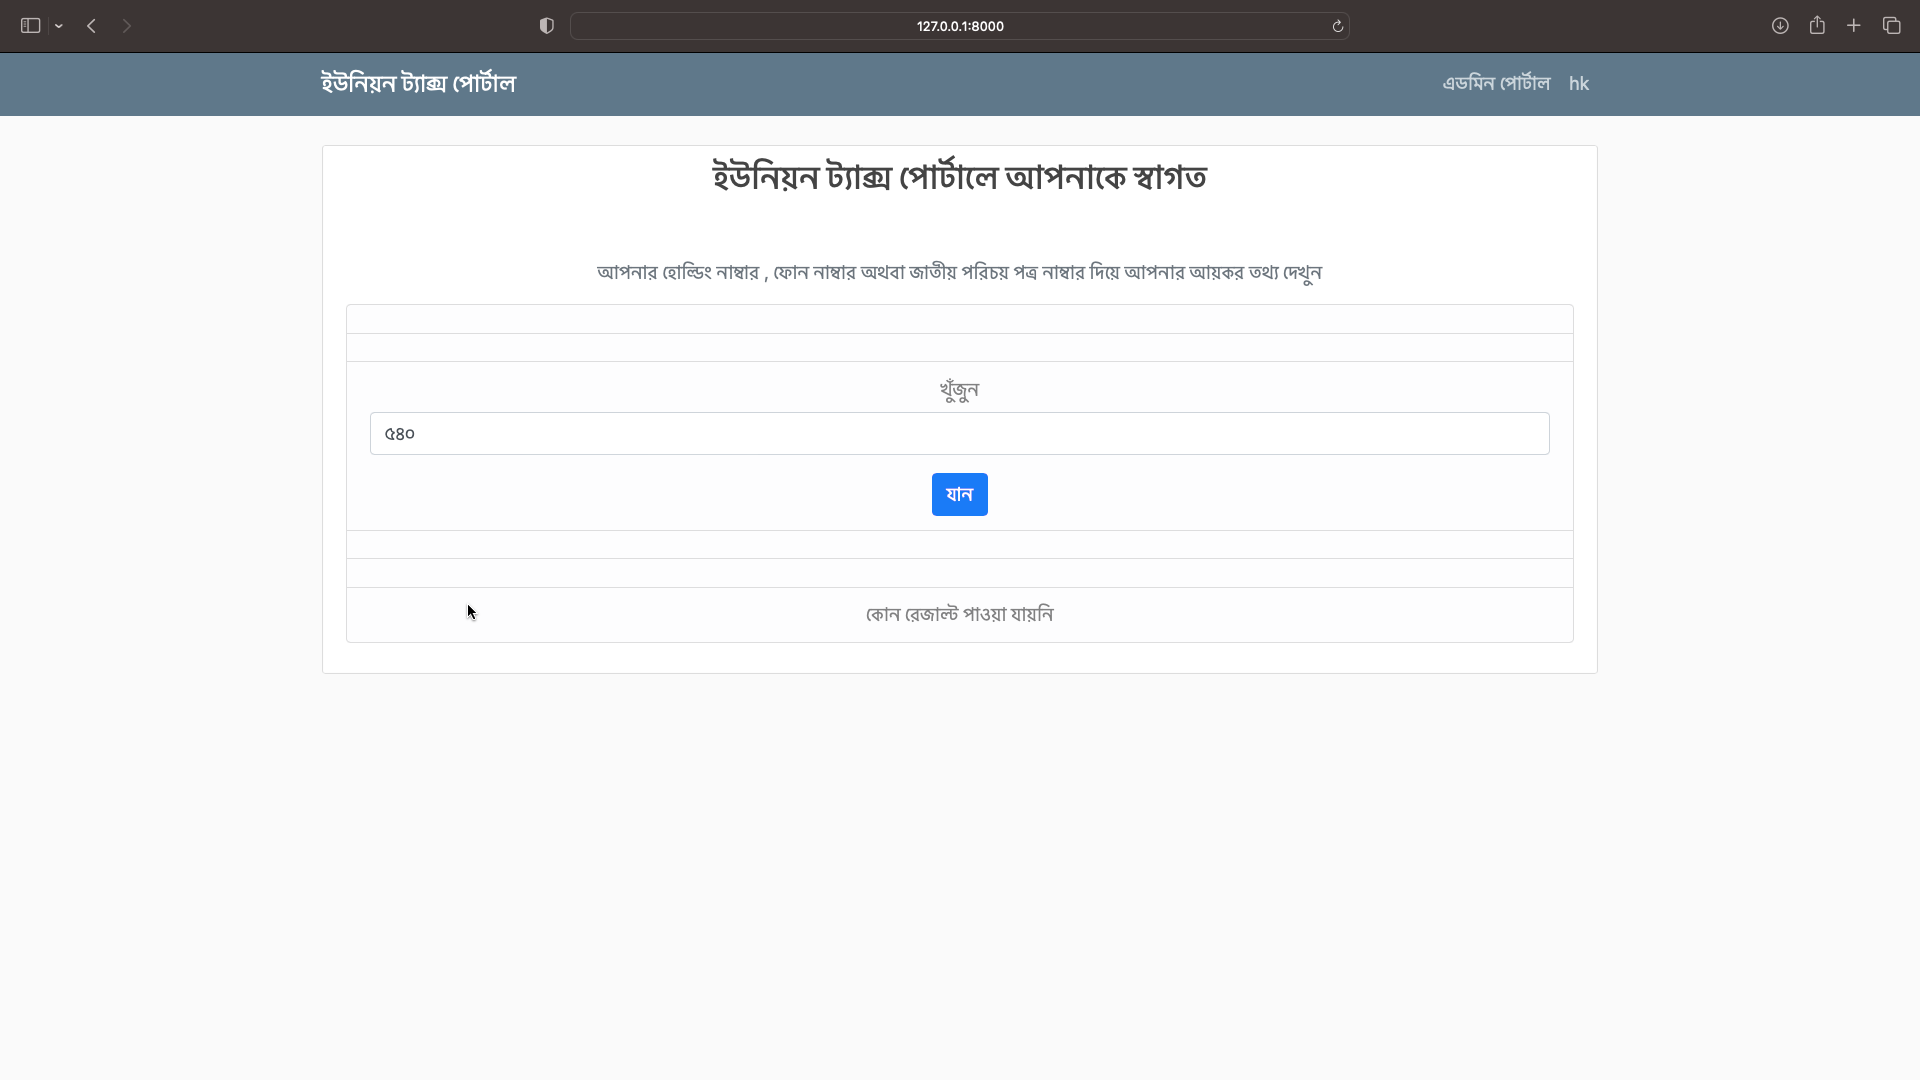 127.0.0.1:8000
ইউনিয়ন ট্যাক্স পোর্টাল
এডমিন পোর্টাল hk
ইউনিয়ন ট্যাক্স পোর্টালে আপনাকে স্বাগত
আপনার হোল্ডিং নাম্বার , ফোন নাম্বার অথবা জাতীয় পরিচয় পত্র নাম্বার দিয়ে আপনার আয়কর তথ্য দেখুন
খুঁজুন
৫৪০
যান
কোন রেজাল্ট পাওয়া যায়নি